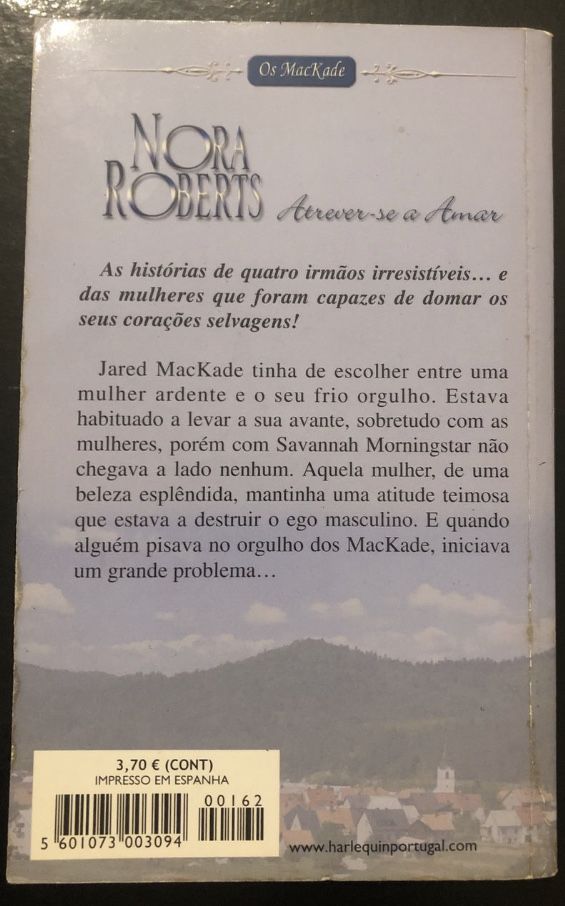 Os MacKade
NORA
ROBERTS
Atrever-se a Amar
As histórias de quatro irmãos irresistíveis... e
das mulheres que foram capazes de domar os
seus corações selvagens!
Jared MacKade tinha de escolher entre uma
mulher ardente e o seu frio orgulho. Estava
habituado a levar a sua avante, sobretudo com as
mulheres, porém com Savannah Morningstar não
chegava a lado nenhum. Aquela mulher, de uma
beleza esplêndida, mantinha uma atitude teimosa
que estava a destruir o ego masculino. E quando
alguém pisava no orgulho dos MacKade, iniciava
um grande problema...
3,70 € (CONT)
IMPRESSO EM ESPANHA
00162
5 601073 003094
www.harlequinportugal.com